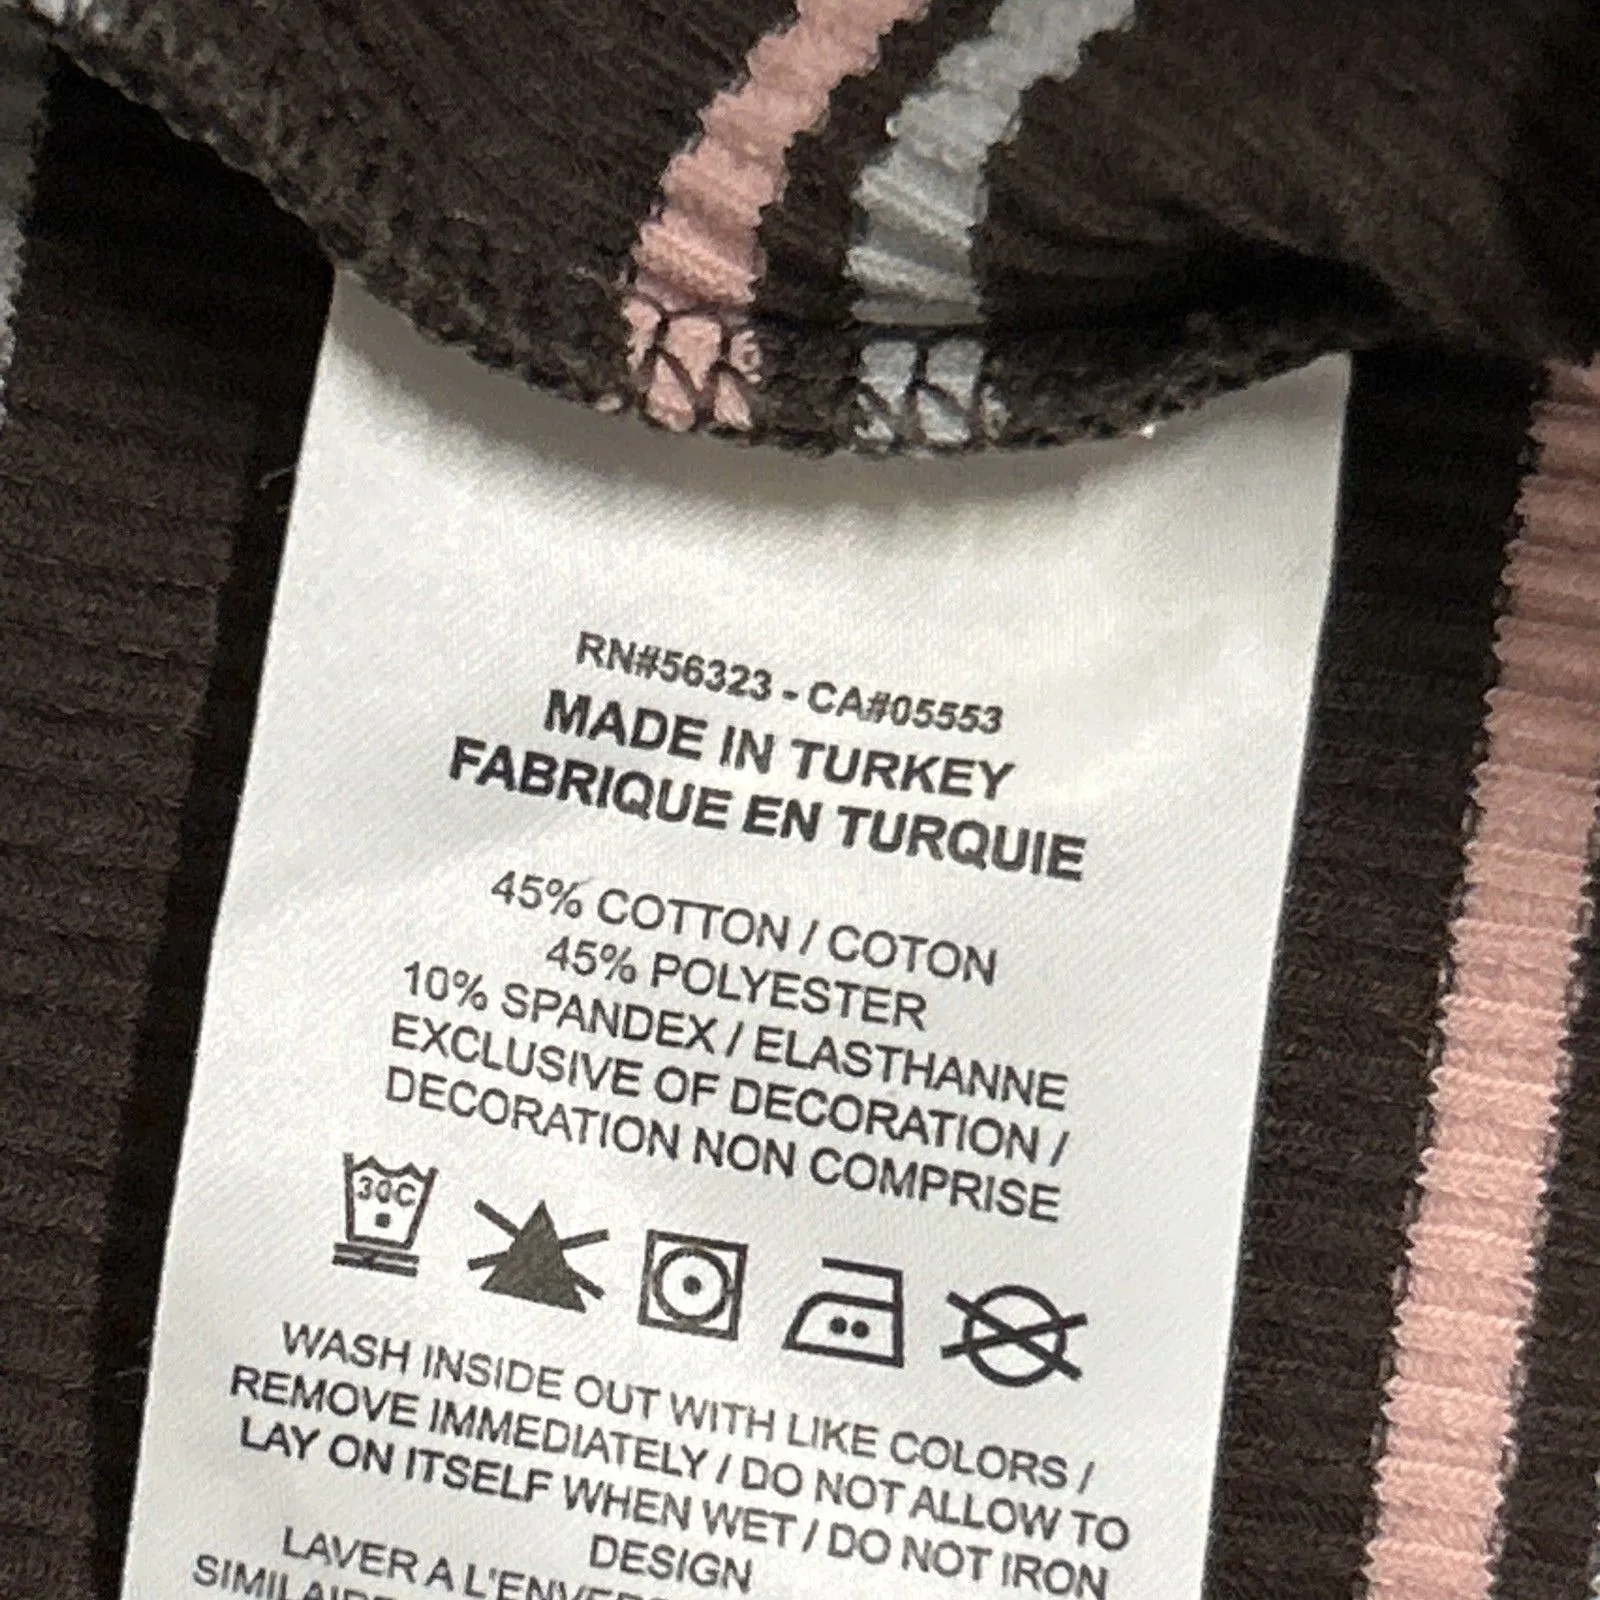 RN#56323 - CA#05553
MADE IN TURKEY
FABRIQUE EN TURQUIE
45% COTTON / COTON
45% POLYESTER
10% SPANDEX / ELASTHANNE
EXCLUSIVE OF DECORATION /
DECORATION NON COMPRISE
30C
WASH INSIDE OUT WITH LIKE COLORS /
REMOVE IMMEDIATELY / DO NOT ALLOW TO
LAY ON ITSELF WHEN WET / DO NOT IRON
DESIGN
LAVER A